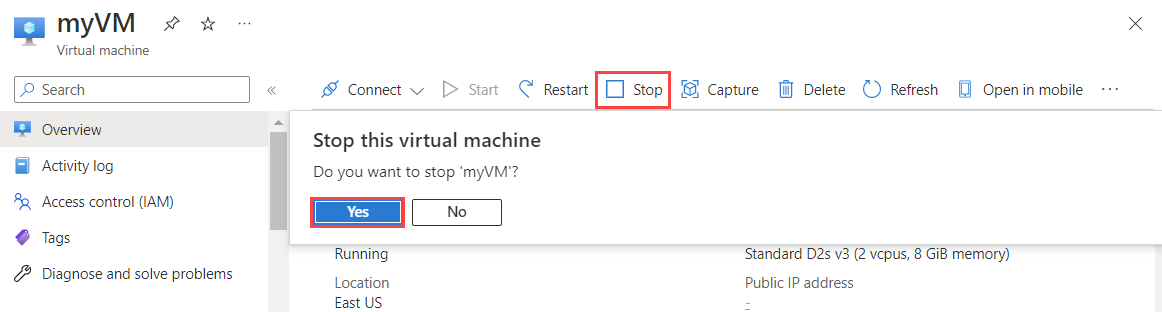 myVM
Virtual machine
Search
Connect Start Restart Stop Capture Delete Refresh Open in mobile
Overview
Activity log
Access control (IAM)
Tags
Diagnose and solve problems
Stop this virtual machine
Do you want to stop 'myVM'?
Yes No
Running Standard D2s v3 (2 vcpus, 8 GiB memory)
Location Public IP address
East US -